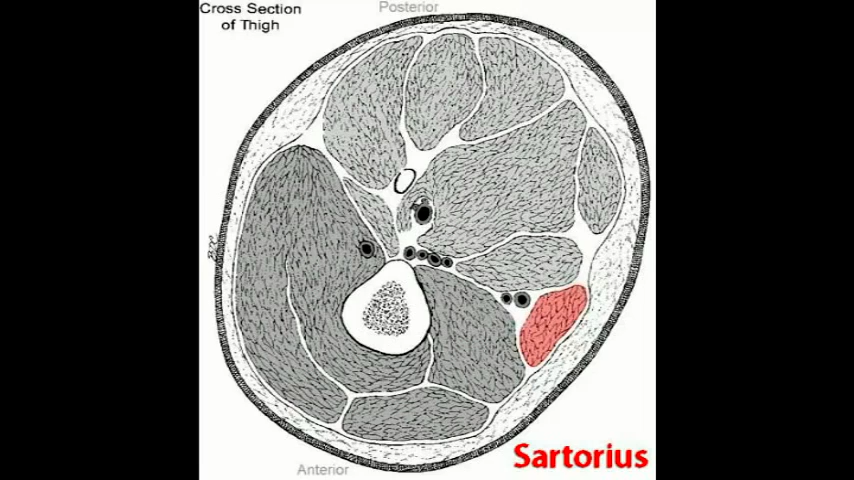 Cross Section
of Thigh
Posterior
Anterior
Sartorius